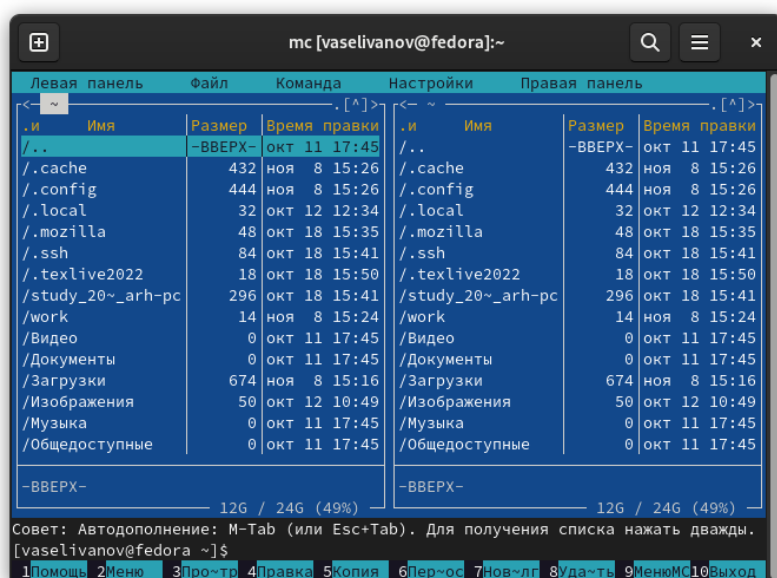 mc [vaselivanov@fedora]:~
Левая панель Файл Команда Настройки Правая панель
<─ ~ .[^]> <─ ~ .[^]>
.и Имя Размер Время правки .и Имя Размер Время правки
/.. -ВВЕРХ- окт 11 17:45 /.. -ВВЕРХ- окт 11 17:45
/.cache 432 ноя 8 15:26 /.cache 432 ноя 8 15:26
/.config 444 ноя 8 15:26 /.config 444 ноя 8 15:26
/.local 32 окт 12 12:34 /.local 32 окт 12 12:34
/.mozilla 48 окт 18 15:35 /.mozilla 48 окт 18 15:35
/.ssh 84 окт 18 15:41 /.ssh 84 окт 18 15:41
/.texlive2022 18 окт 18 15:50 /.texlive2022 18 окт 18 15:50
/study_20~_arh-pc 296 окт 18 15:41 /study_20~_arh-pc 296 окт 18 15:41
/work 14 ноя 8 15:24 /work 14 ноя 8 15:24
/Видео 0 окт 11 17:45 /Видео 0 окт 11 17:45
/Документы 0 окт 11 17:45 /Документы 0 окт 11 17:45
/Загрузки 674 ноя 8 15:16 /Загрузки 674 ноя 8 15:16
/Изображения 50 окт 12 10:49 /Изображения 50 окт 12 10:49
/Музыка 0 окт 11 17:45 /Музыка 0 окт 11 17:45
/Общедоступные 0 окт 11 17:45 /Общедоступные 0 окт 11 17:45
-ВВЕРХ- -ВВЕРХ-
12G / 24G (49%) 12G / 24G (49%)
Совет: Автодополнение: M-Tab (или Esc+Tab). Для получения списка нажать дважды.
[vaselivanov@fedora ~]$
1Помощь 2Меню 3Про~тр 4Правка 5Копия 6Пер~ос 7Нов~лг 8Уда~ть 9МенюMC 10Выход